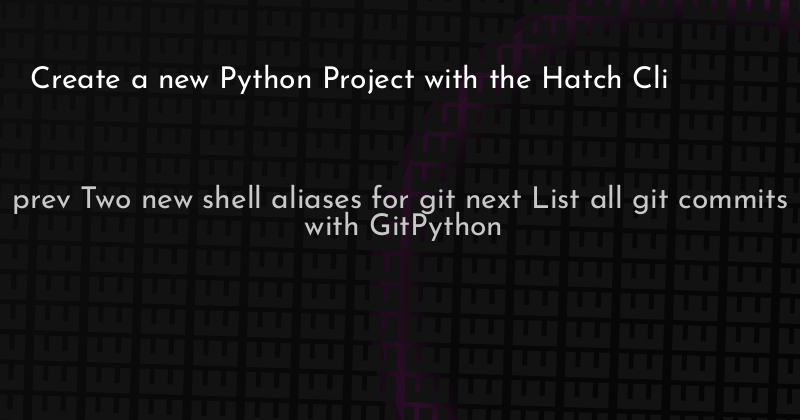 Create a new Python Project with the Hatch Cli
prev Two new shell aliases for git next List all git commits
with GitPython